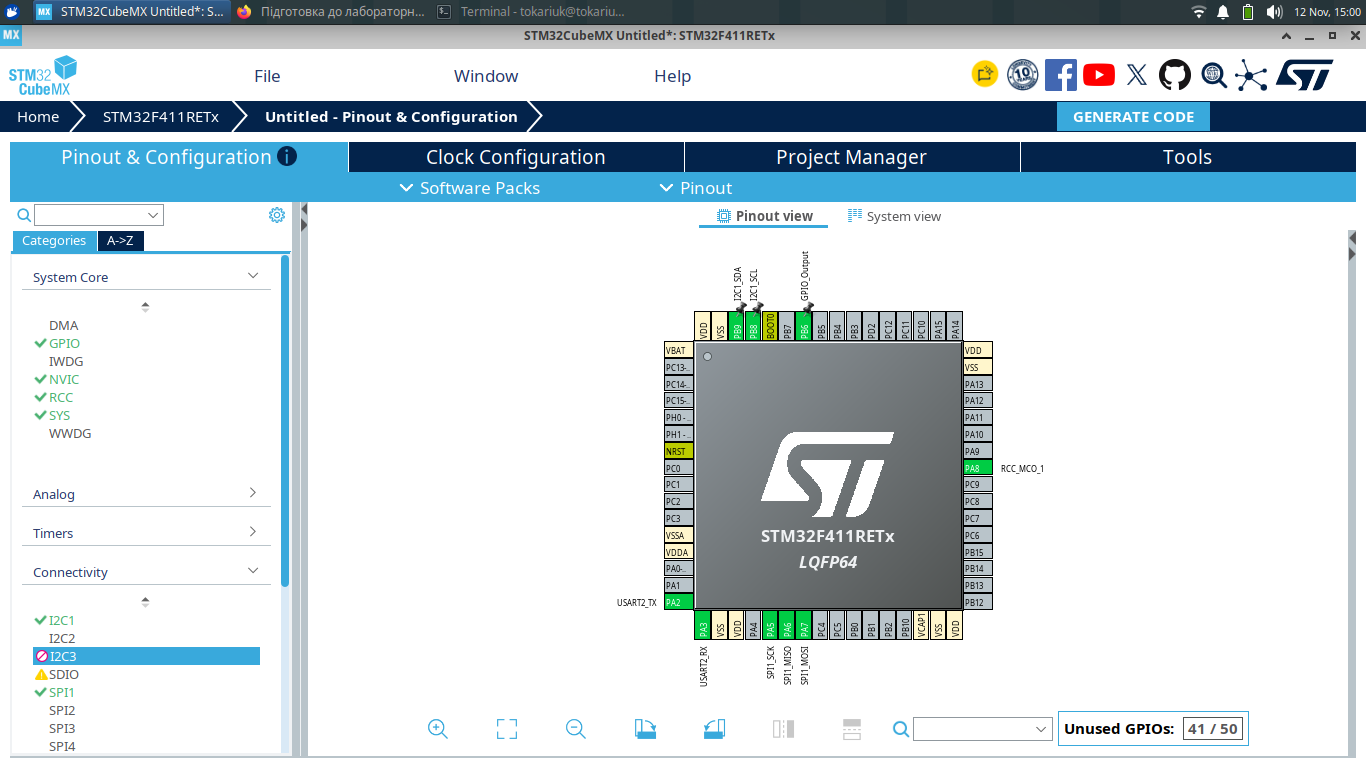 STM32CubeMX Untitled*: S...
Підготовка до лабораторн...
Terminal - tokariuk@tokariu...
12 Nov, 15:00
MX
STM32CubeMX Untitled*: STM32F411RETx
STM32
CubeMX
File
Window
Help
10
Home
STM32F411RETx
Untitled - Pinout & Configuration
GENERATE CODE
Pinout & Configuration
Clock Configuration
Project Manager
Tools
Software Packs
Pinout
Pinout view
System view
Categories
A->Z
System Core
DMA
GPIO
IWDG
NVIC
RCC
SYS
WWDG
Analog
Timers
Connectivity
I2C1
I2C2
I2C3
SDIO
SPI1
SPI2
SPI3
SPI4
I2C1_SDA
I2C1_SCL
GPIO_Output
VDD
VSS
PB9
PB8
BOOT0
PB7
PB6
PB5
PB4
PB3
PD2
PC12
PC11
PC10
PA15
PA14
VBAT
PC13-..
PC14-..
PC15-..
PH0 -..
PH1 -..
NRST
PC0
PC1
PC2
PC3
VSSA
VDDA
PA0-..
PA1
USART2_TX
PA2
VDD
VSS
PA13
PA12
PA11
PA10
PA9
PA8
RCC_MCO_1
PC9
PC8
PC7
PC6
PB15
PB14
PB13
PB12
STM32F411RETx
LQFP64
PA3
VSS
VDD
PA4
PA5
PA6
PA7
PC4
PC5
PB0
PB1
PB2
PB10
VCAP1
VSS
VDD
USART2_RX
SPI1_SCK
SPI1_MISO
SPI1_MOSI
Unused GPIOs:
41 / 50